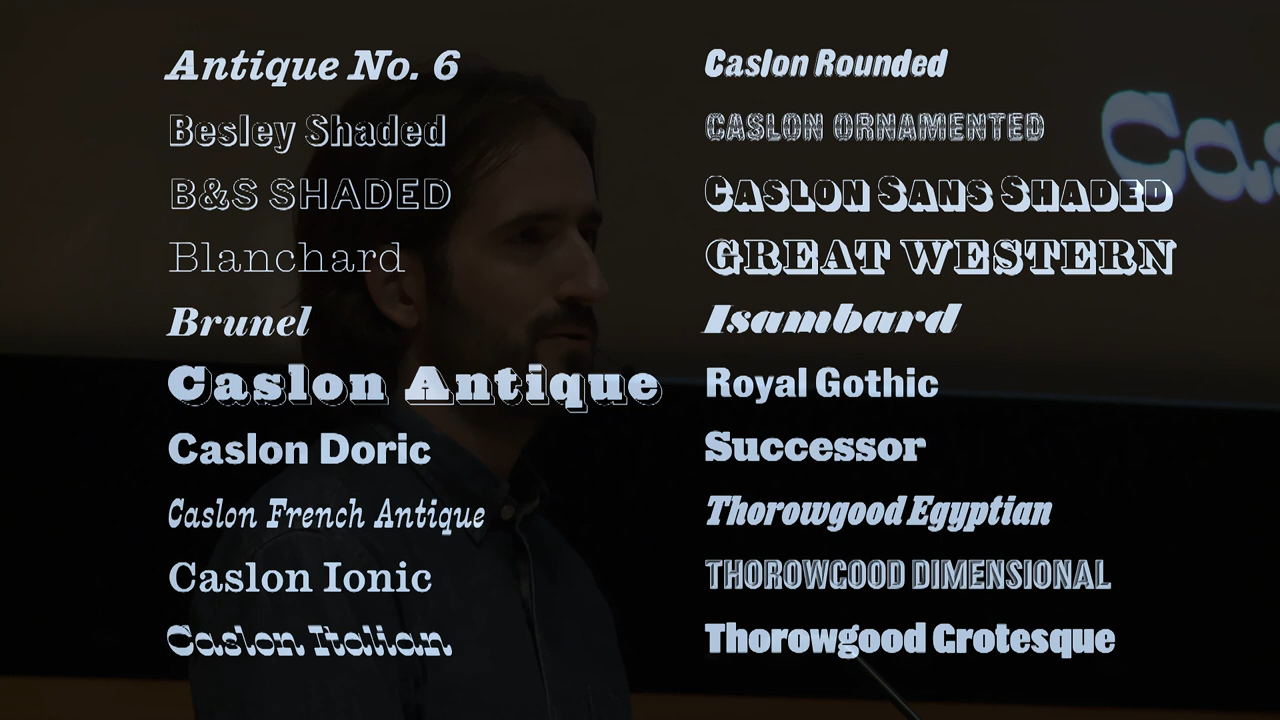 Antique No. 6
Besley Shaded
B&S SHADED
Blanchard
Brunel
Caslon Antique
Caslon Doric
Caslon French Antique
Caslon Ionic
Caslon Italian
Caslon Rounded
CASLON ORNAMENTED
CASLON SANS SHADED
GREAT WESTERN
Isambard
Royal Gothic
Successor
Thorowgood Egyptian
THOROWGOOD DIMENSIONAL
Thorowgood Grotesque